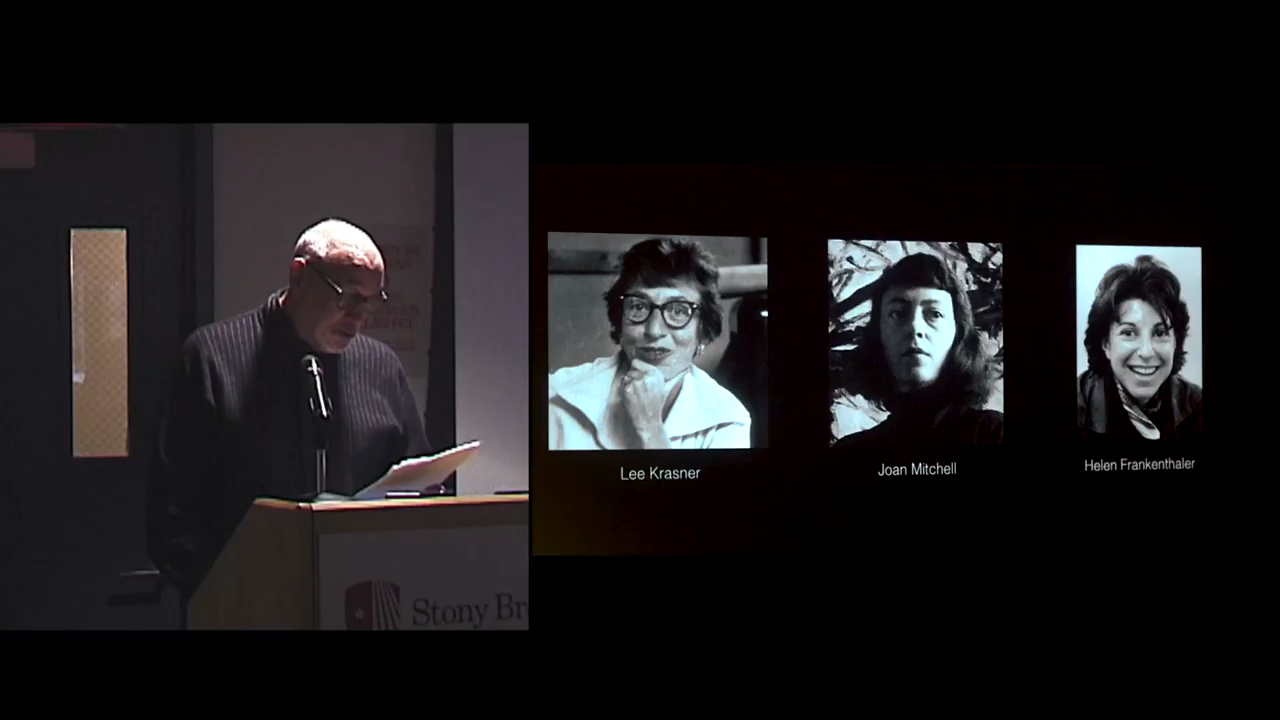 Stony Br
Lee Krasner
Joan Mitchell
Helen Frankenthaler